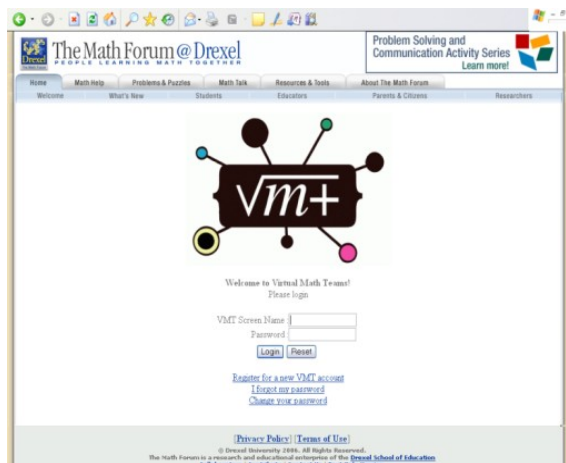 The Math Forum @ Drexel
PEOPLE LEARNING MATH TOGETHER
Drexel
Problem Solving and
Communication Activity Series
Learn more!
Home Math Help Problems & Puzzles Math Talk Resources & Tools About The Math Forum
Welcome What's New Students Educators Parents & Citizens Researchers
√m+
Welcome to Virtual Math Teams!
Please login
VMT Screen Name :
Password :
Login Reset
Register for a new VMT account
I forgot my password
Change your password
[Privacy Policy] [Terms of Use]
© Drexel University 2006. All Rights Reserved.
The Math Forum is a research and educational enterprise of the Drexel School of Education